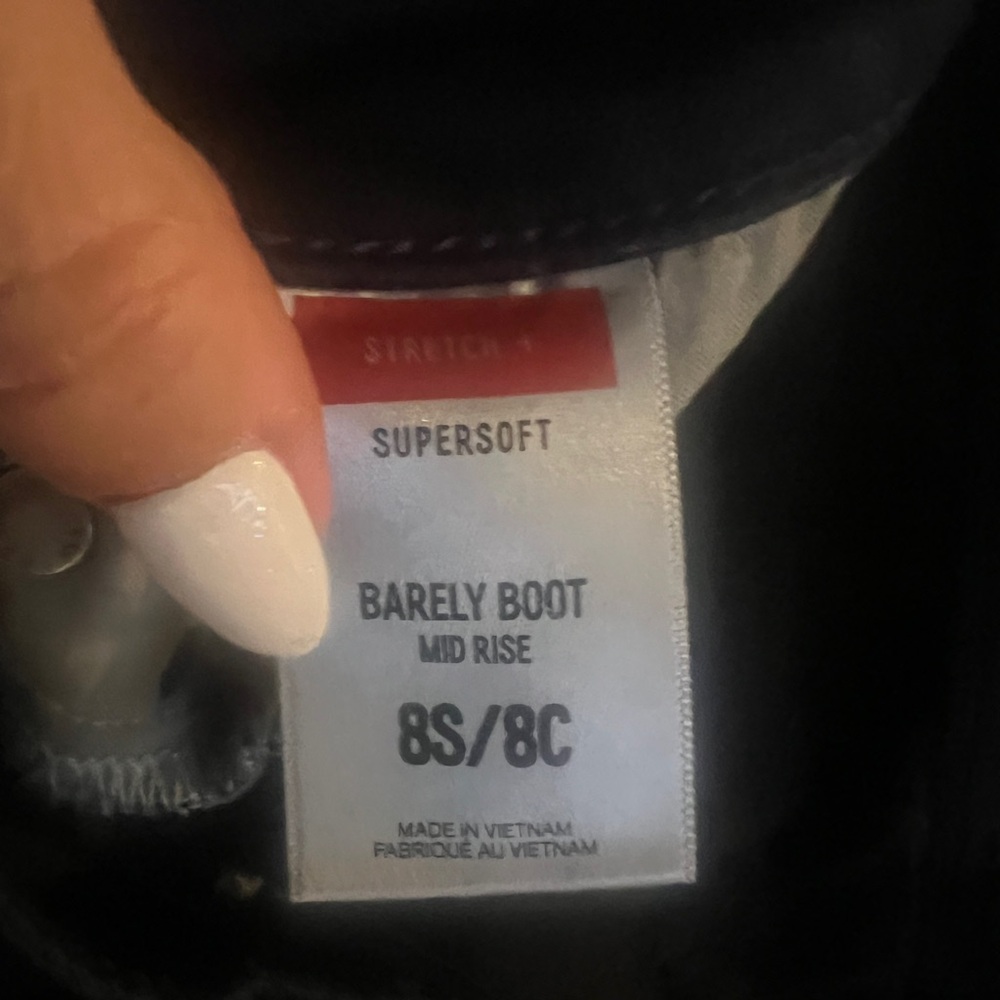 STRETCH +
SUPERSOFT
BARELY BOOT
MID RISE
8S/8C
MADE IN VIETNAM
FABRIQUÉ AU VIETNAM